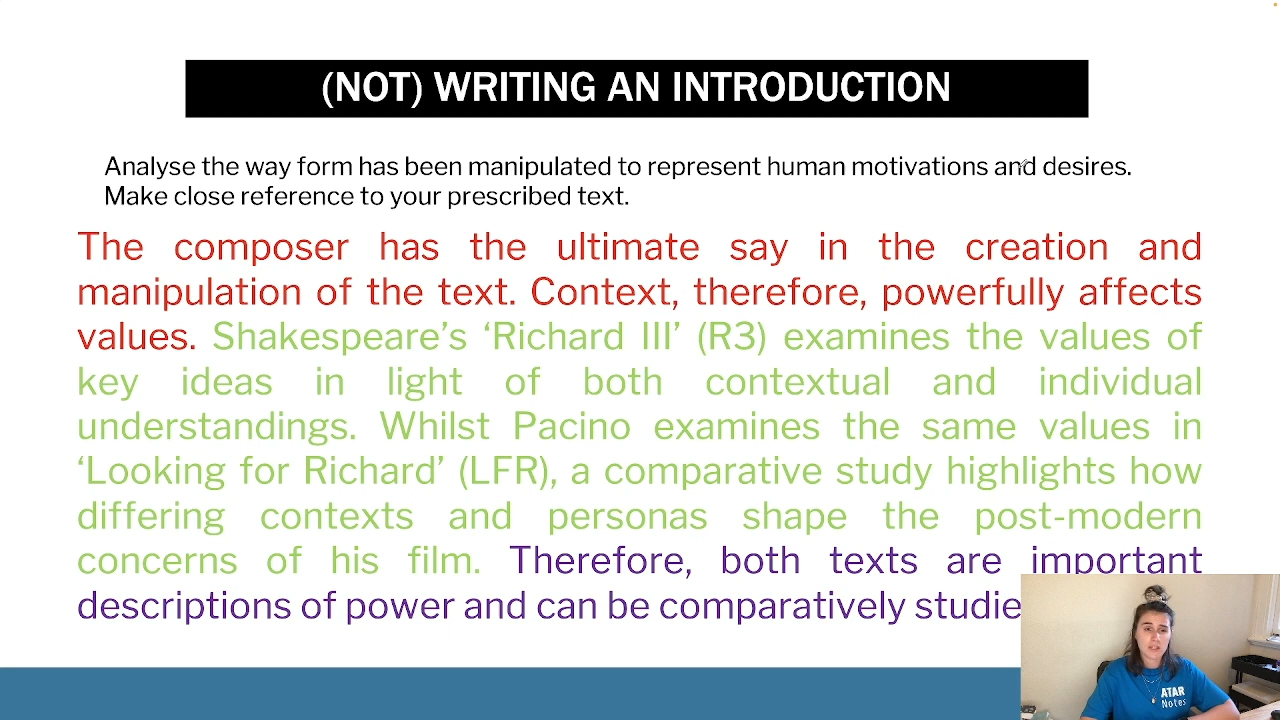 (NOT) WRITING AN INTRODUCTION
Analyse the way form has been manipulated to represent human motivations and desires.
Make close reference to your prescribed text.
The composer has the ultimate say in the creation and
manipulation of the text. Context, therefore, powerfully affects
values. Shakespeare’s ‘Richard III’ (R3) examines the values of
key ideas in light of both contextual and individual
understandings. Whilst Pacino examines the same values in
‘Looking for Richard’ (LFR), a comparative study highlights how
differing contexts and personas shape the post-modern
concerns of his film. Therefore, both texts are important
descriptions of power and can be comparatively
ATAR
Notes